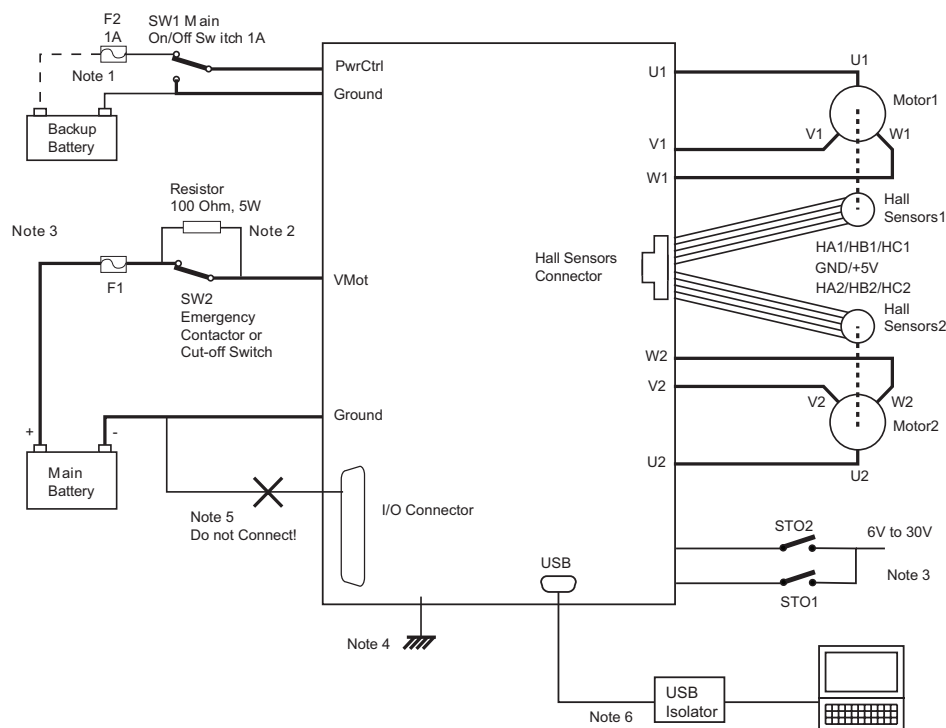 F2
1A
SW1 Main
On/Off Sw itch 1A
Note 1
PwrCtrl
Ground
Backup
Battery
Resistor
100 Ohm, 5W
Note 3
Note 2
F1
VMot
SW2
Emergency
Contactor or
Cut-off Switch
Ground
+
-
Main
Battery
Note 5
Do not Connect!
I/O Connector
USB
Note 4
U1
U1
Motor1
V1
W1
V1
W1
Hall
Sensors1
Hall Sensors
Connector
HA1/HB1/HC1
GND/+5V
HA2/HB2/HC2
Hall
Sensors2
W2
V2
V2
W2
Motor2
U2
U2
STO2
6V to 30V
Note 3
STO1
USB
Isolator
Note 6